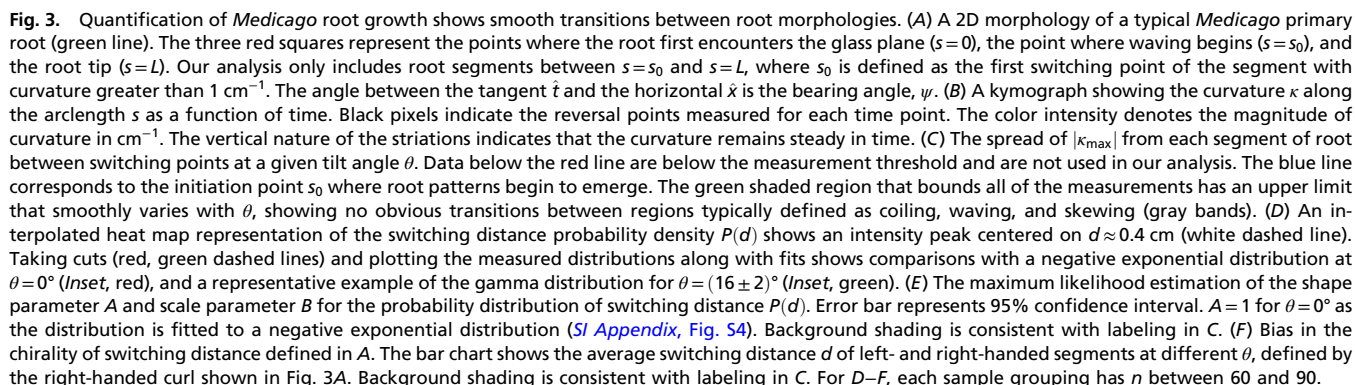 Fig. 3. Quantification of Medicago root growth shows smooth transitions between root morphologies. (A) A 2D morphology of a typical Medicago primary
root (green line). The three red squares represent the points where the root first encounters the glass plane (s = 0), the point where waving begins (s = s₀), and
the root tip (s = L). Our analysis only includes root segments between s = s₀ and s = L, where s₀ is defined as the first switching point of the segment with
curvature greater than 1 cm⁻¹. The angle between the tangent t̂ and the horizontal x̂ is the bearing angle, ψ. (B) A kymograph showing the curvature κ along
the arclength s as a function of time. Black pixels indicate the reversal points measured for each time point. The color intensity denotes the magnitude of
curvature in cm⁻¹. The vertical nature of the striations indicates that the curvature remains steady in time. (C) The spread of |κmax| from each segment of root
between switching points at a given tilt angle θ. Data below the red line are below the measurement threshold and are not used in our analysis. The blue line
corresponds to the initiation point s₀ where root patterns begin to emerge. The green shaded region that bounds all of the measurements has an upper limit
that smoothly varies with θ, showing no obvious transitions between regions typically defined as coiling, waving, and skewing (gray bands). (D) An in-
terpolated heat map representation of the switching distance probability density P(d) shows an intensity peak centered on d ≈ 0.4 cm (white dashed line).
Taking cuts (red, green dashed lines) and plotting the measured distributions along with fits shows comparisons with a negative exponential distribution at
θ = 0° (Inset, red), and a representative example of the gamma distribution for θ = (16 ± 2)° (Inset, green). (E) The maximum likelihood estimation of the shape
parameter A and scale parameter B for the probability distribution of switching distance P(d). Error bar represents 95% confidence interval. A = 1 for θ = 0° as
the distribution is fitted to a negative exponential distribution (SI Appendix, Fig. S4). Background shading is consistent with labeling in C. (F) Bias in the
chirality of switching distance defined in A. The bar chart shows the average switching distance d of left- and right-handed segments at different θ, defined by
the right-handed curl shown in Fig. 3A. Background shading is consistent with labeling in C. For D–F, each sample grouping has n between 60 and 90.